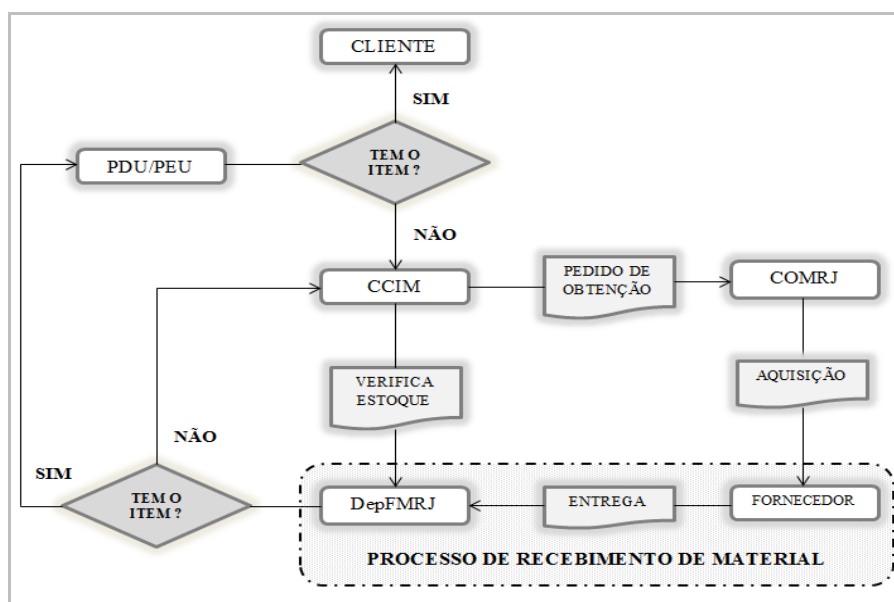 CLIENTE
SIM
TEM O
ITEM ?
PDU/PEU
NÃO
CCIM
PEDIDO DE
OBTENÇÃO
COMRJ
VERIFICA
ESTOQUE
AQUISIÇÃO
NÃO
SIM
TEM O
ITEM ?
DepFMRJ
ENTREGA
FORNECEDOR
PROCESSO DE RECEBIMENTO DE MATERIAL